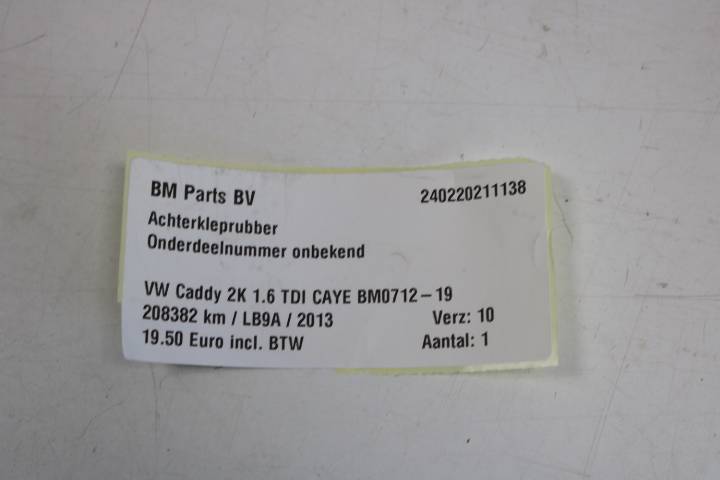 BM Parts BV 240220211138
Achterkleprubber
Onderdeelnummer onbekend
VW Caddy 2K 1.6 TDI CAYE BM0712-19
208382 km / LB9A / 2013 Verz: 10
19.50 Euro incl. BTW Aantal: 1